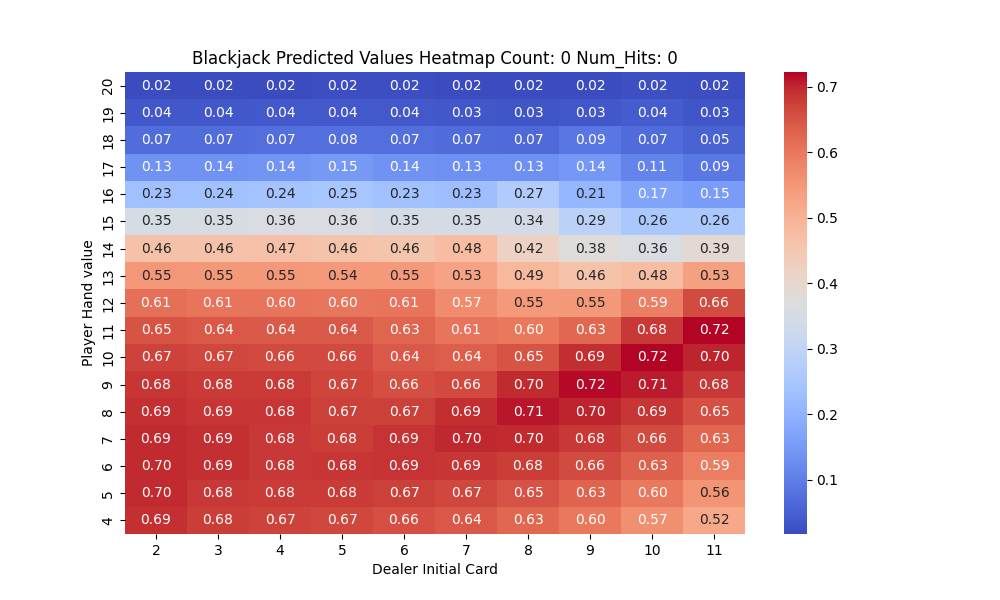 Blackjack Predicted Values Heatmap Count: 0 Num_Hits: 0
Player Hand value
20 0.02 0.02 0.02 0.02 0.02 0.02 0.02 0.02 0.02 0.02
19 0.04 0.04 0.04 0.04 0.04 0.03 0.03 0.03 0.04 0.03
18 0.07 0.07 0.07 0.08 0.07 0.07 0.07 0.09 0.07 0.05
17 0.13 0.14 0.14 0.15 0.14 0.13 0.13 0.14 0.11 0.09
16 0.23 0.24 0.24 0.25 0.23 0.23 0.27 0.21 0.17 0.15
15 0.35 0.35 0.36 0.36 0.35 0.35 0.34 0.29 0.26 0.26
14 0.46 0.46 0.47 0.46 0.46 0.48 0.42 0.38 0.36 0.39
13 0.55 0.55 0.55 0.54 0.55 0.53 0.49 0.46 0.48 0.53
12 0.61 0.61 0.60 0.60 0.61 0.57 0.55 0.55 0.59 0.66
11 0.65 0.64 0.64 0.64 0.63 0.61 0.60 0.63 0.68 0.72
10 0.67 0.67 0.66 0.66 0.64 0.64 0.65 0.69 0.72 0.70
9 0.68 0.68 0.68 0.67 0.66 0.66 0.70 0.72 0.71 0.68
8 0.69 0.69 0.68 0.67 0.67 0.69 0.71 0.70 0.69 0.65
7 0.69 0.69 0.68 0.68 0.69 0.70 0.70 0.68 0.66 0.63
6 0.70 0.69 0.68 0.68 0.69 0.69 0.68 0.66 0.63 0.59
5 0.70 0.68 0.68 0.68 0.67 0.67 0.65 0.63 0.60 0.56
4 0.69 0.68 0.67 0.67 0.66 0.64 0.63 0.60 0.57 0.52
2 3 4 5 6 7 8 9 10 11
Dealer Initial Card
0.7
0.6
0.5
0.4
0.3
0.2
0.1